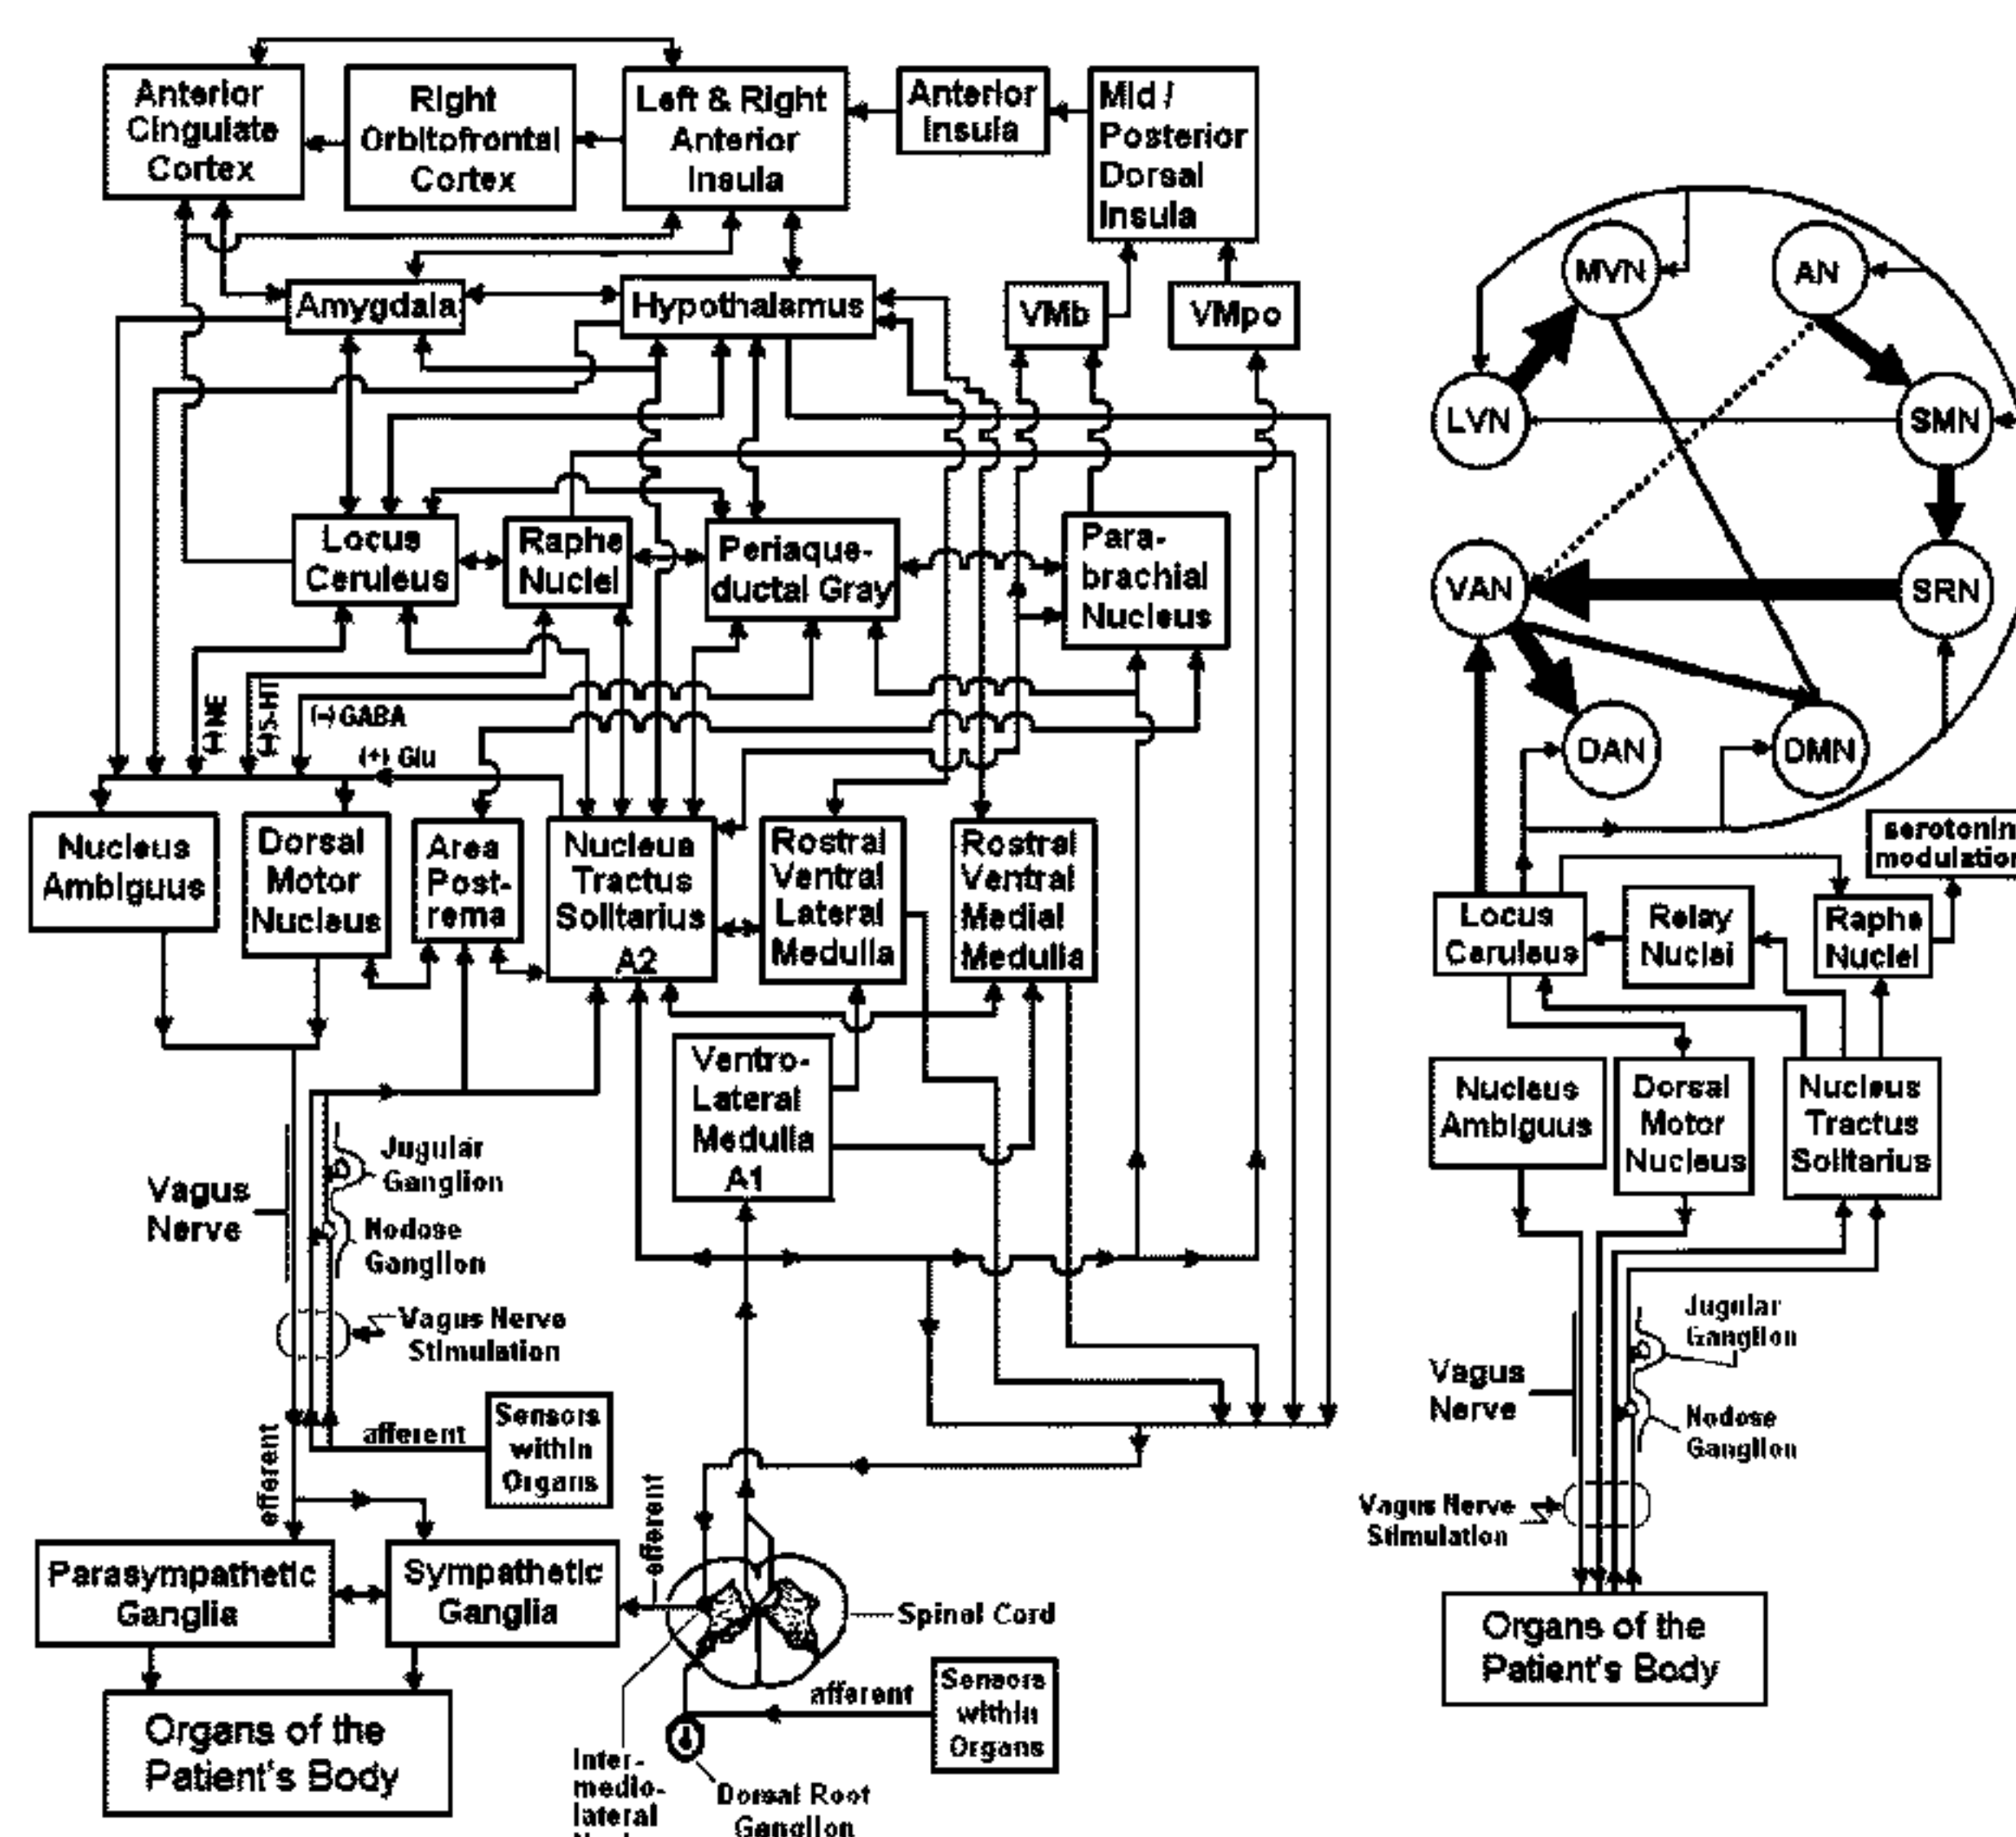 Anterior
Cingulate
Cortex
Right
Orbitofrontal
Cortex
Left & Right
Anterior
Insula
Anterior
Insula
Mid /
Posterior
Dorsal
Insula
Amygdala
Hypothalamus
VMb
VMpo
Locus
Ceruleus
Raphe
Nuclei
Periaque-
ductal Gray
Para-
brachial
Nucleus
(-) NE
(-) 5-HT
(-) GABA
(+) Glu
Nucleus
Ambiguus
Dorsal
Motor
Nucleus
Area
Post-
rema
Nucleus
Tractus
Solitarius
A2
Rostral
Ventral
Lateral
Medulla
Rostral
Ventral
Medial
Medulla
Ventro-
Lateral
Medulla
A1
Jugular
Ganglion
Vagus
Nerve
Nodose
Ganglion
Vagus Nerve
Stimulation
efferent
afferent
Sensors
within
Organs
Parasympathetic
Ganglia
Sympathetic
Ganglia
efferent
Spinal Cord
afferent
Sensors
within
Organs
Organs of the
Patient's Body
Inter-
medio-
lateral
Dorsal Root
Ganglion
MVN
AN
LVN
SMN
VAN
SRN
DAN
DMN
serotonin
modulation
Locus
Ceruleus
Relay
Nuclei
Raphe
Nuclei
Nucleus
Ambiguus
Dorsal
Motor
Nucleus
Nucleus
Tractus
Solitarius
Jugular
Ganglion
Vagus
Nerve
Nodose
Ganglion
Vagus Nerve
Stimulation
Organs of the
Patient's Body